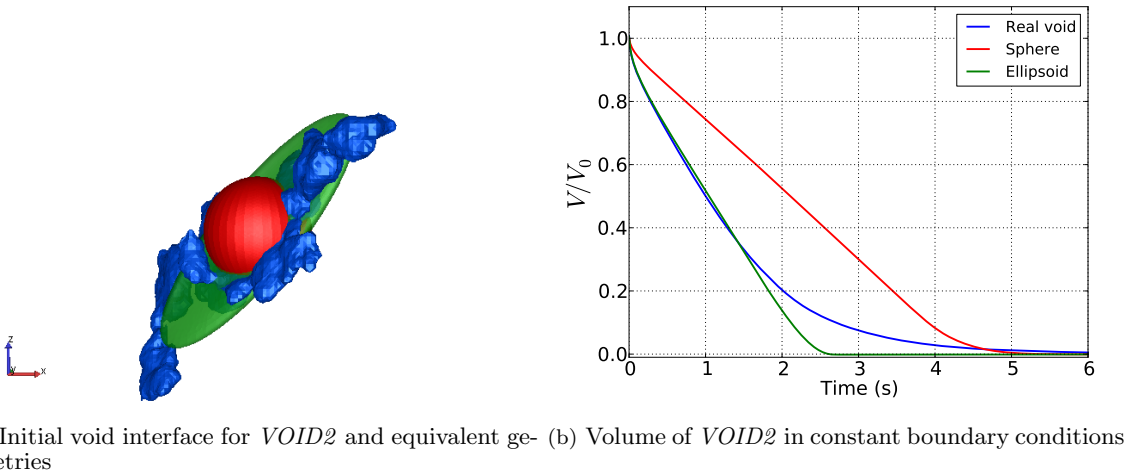 z
y
x
V/V0
1.0
0.8
0.6
0.4
0.2
0.0
0 1 2 3 4 5 6
Time (s)
Real void
Sphere
Ellipsoid
Initial void interface for VOID2 and equivalent ge-
etries
(b) Volume of VOID2 in constant boundary conditions